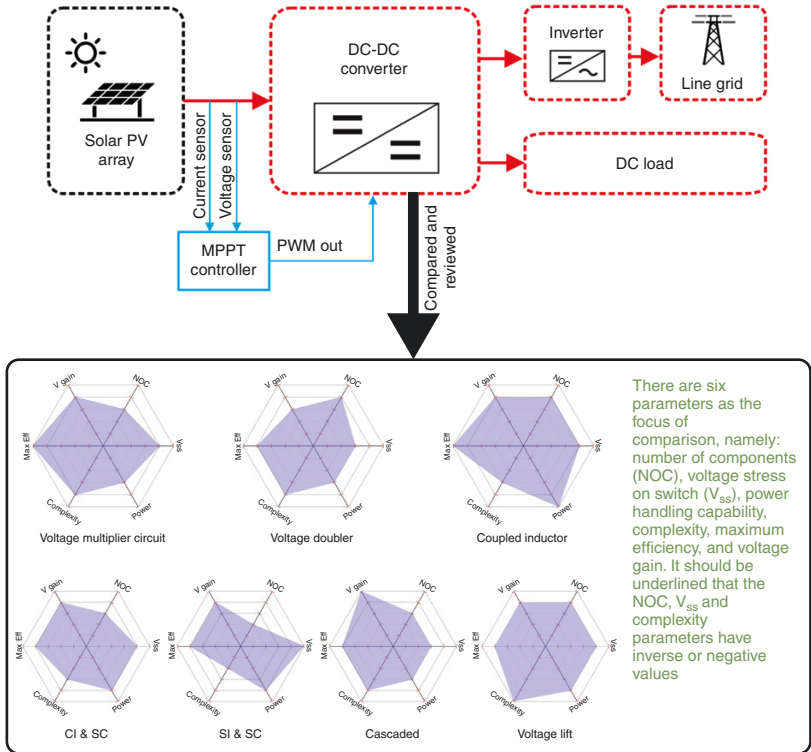 Solar PV
array
Current sensor
Voltage sensor
MPPT
controller
PWM out
DC-DC
converter
Inverter
Line grid
DC load
Compared and
reviewed
V gain
NOC
Max Eff
Vss
Complexity
Power
Voltage multiplier circuit
V gain
NOC
Max Eff
Vss
Complexity
Power
Voltage doubler
V gain
NOC
Max Eff
Vss
Complexity
Power
Coupled inductor
There are six
parameters as the
focus of
comparison, namely:
number of components
(NOC), voltage stress
on switch (Vss), power
handling capability,
complexity, maximum
efficiency, and voltage
gain. It should be
underlined that the
NOC, Vss and
complexity
parameters have
inverse or negative
values
V gain
NOC
Max Eff
Vss
Complexity
Power
CI & SC
V gain
NOC
Max Eff
Vss
Complexity
Power
SI & SC
V gain
NOC
Max Eff
Vss
Complexity
Power
Cascaded
V gain
NOC
Max Eff
Vss
Complexity
Power
Voltage lift